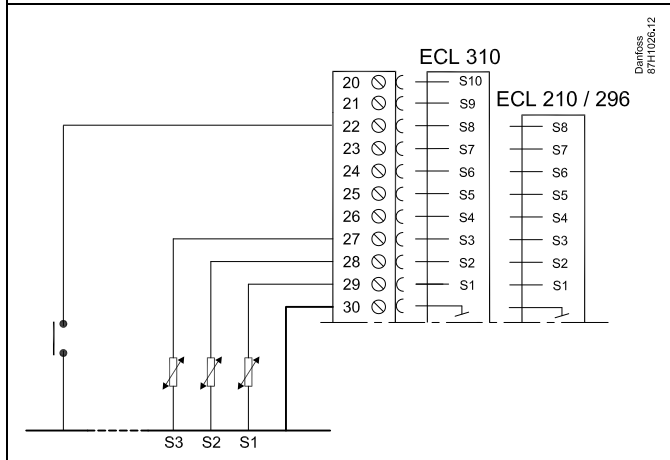 Danfoss
87H1026.12
ECL 310
ECL 210 / 296
20 S10
21 S9
22 S8 S8
23 S7 S7
24 S6 S6
25 S5 S5
26 S4 S4
27 S3 S3
28 S2 S2
29 S1 S1
30
S3 S2 S1